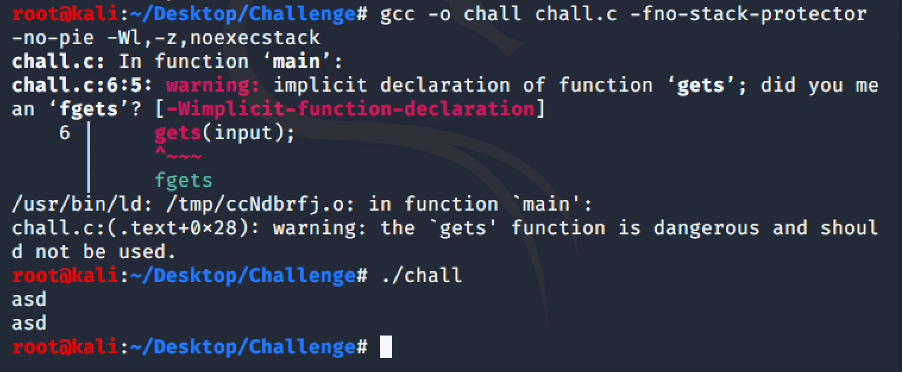 root@kali:~/Desktop/Challenge# gcc -o chall chall.c -fno-stack-protector
-no-pie -Wl,-z,noexecstack
chall.c: In function ‘main’:
chall.c:6:5: warning: implicit declaration of function ‘gets’; did you me
an ‘fgets’? [-Wimplicit-function-declaration]
    6 |     gets(input);
      |     ^~~~
      |     fgets
/usr/bin/ld: /tmp/ccNdbrfj.o: in function `main':
chall.c:(.text+0×28): warning: the `gets' function is dangerous and shoul
d not be used.
root@kali:~/Desktop/Challenge# ./chall
asd
asd
root@kali:~/Desktop/Challenge#